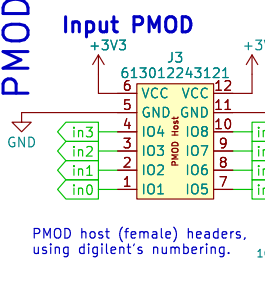 Input PMOD
PMOD
+3V3
+3
J3
613012243121
6 VCC VCC 12
5 GND GND 11
GND
in3 4 IO4 IO8 10
in2 3 IO3 IO7 9
in1 2 IO2 IO6 8
in0 1 IO1 IO5 7
PMOD Host
PMOD host (female) headers,
using digilent's numbering.